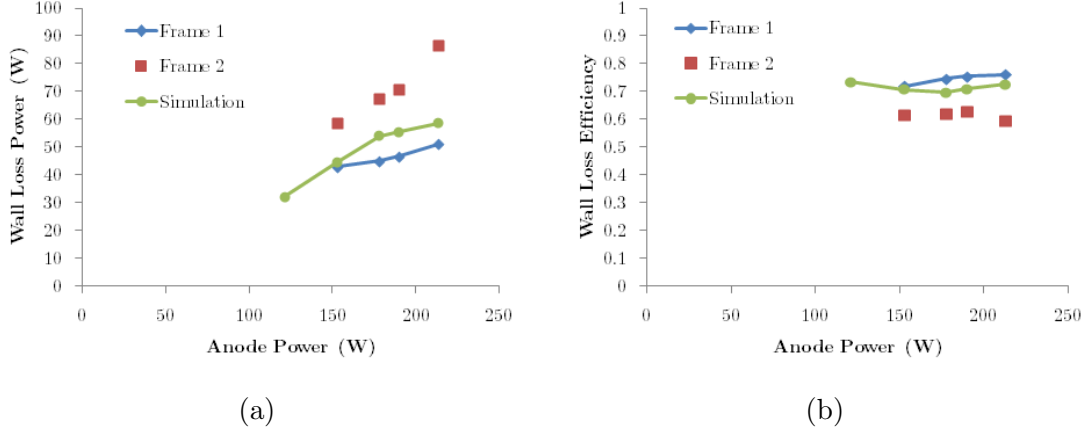 100
90
80
70
60
50
40
30
20
10
0
Wall Loss Power (W)
Frame 1
Frame 2
Simulation
0
50
100
150
200
250
Anode Power (W)
(a)
1
0.9
0.8
0.7
0.6
0.5
0.4
0.3
0.2
0.1
0
Wall Loss Efficiency
Frame 1
Frame 2
Simulation
0
50
100
150
200
250
Anode Power (W)
(b)